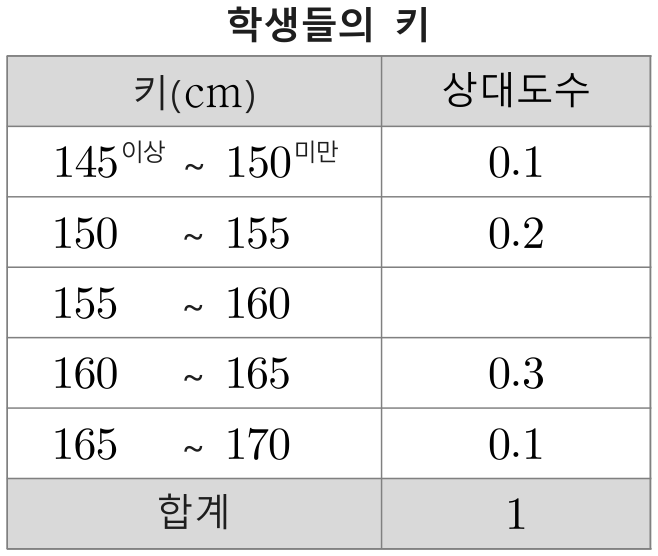 학생들의 키
키(cm) 상대도수
145이상 ~ 150미만 0.1
150 ~ 155 0.2
155 ~ 160
160 ~ 165 0.3
165 ~ 170 0.1
합계 1